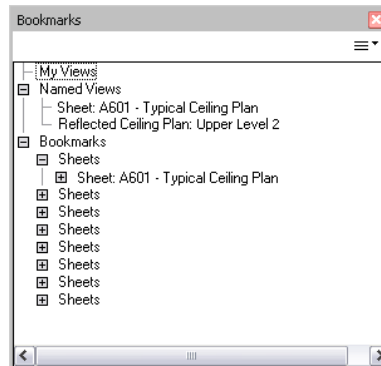 Bookmarks
My Views
Named Views
Sheet: A601 - Typical Ceiling Plan
Reflected Ceiling Plan: Upper Level 2
Bookmarks
Sheets
Sheet: A601 - Typical Ceiling Plan
Sheets
Sheets
Sheets
Sheets
Sheets
Sheets
Sheets